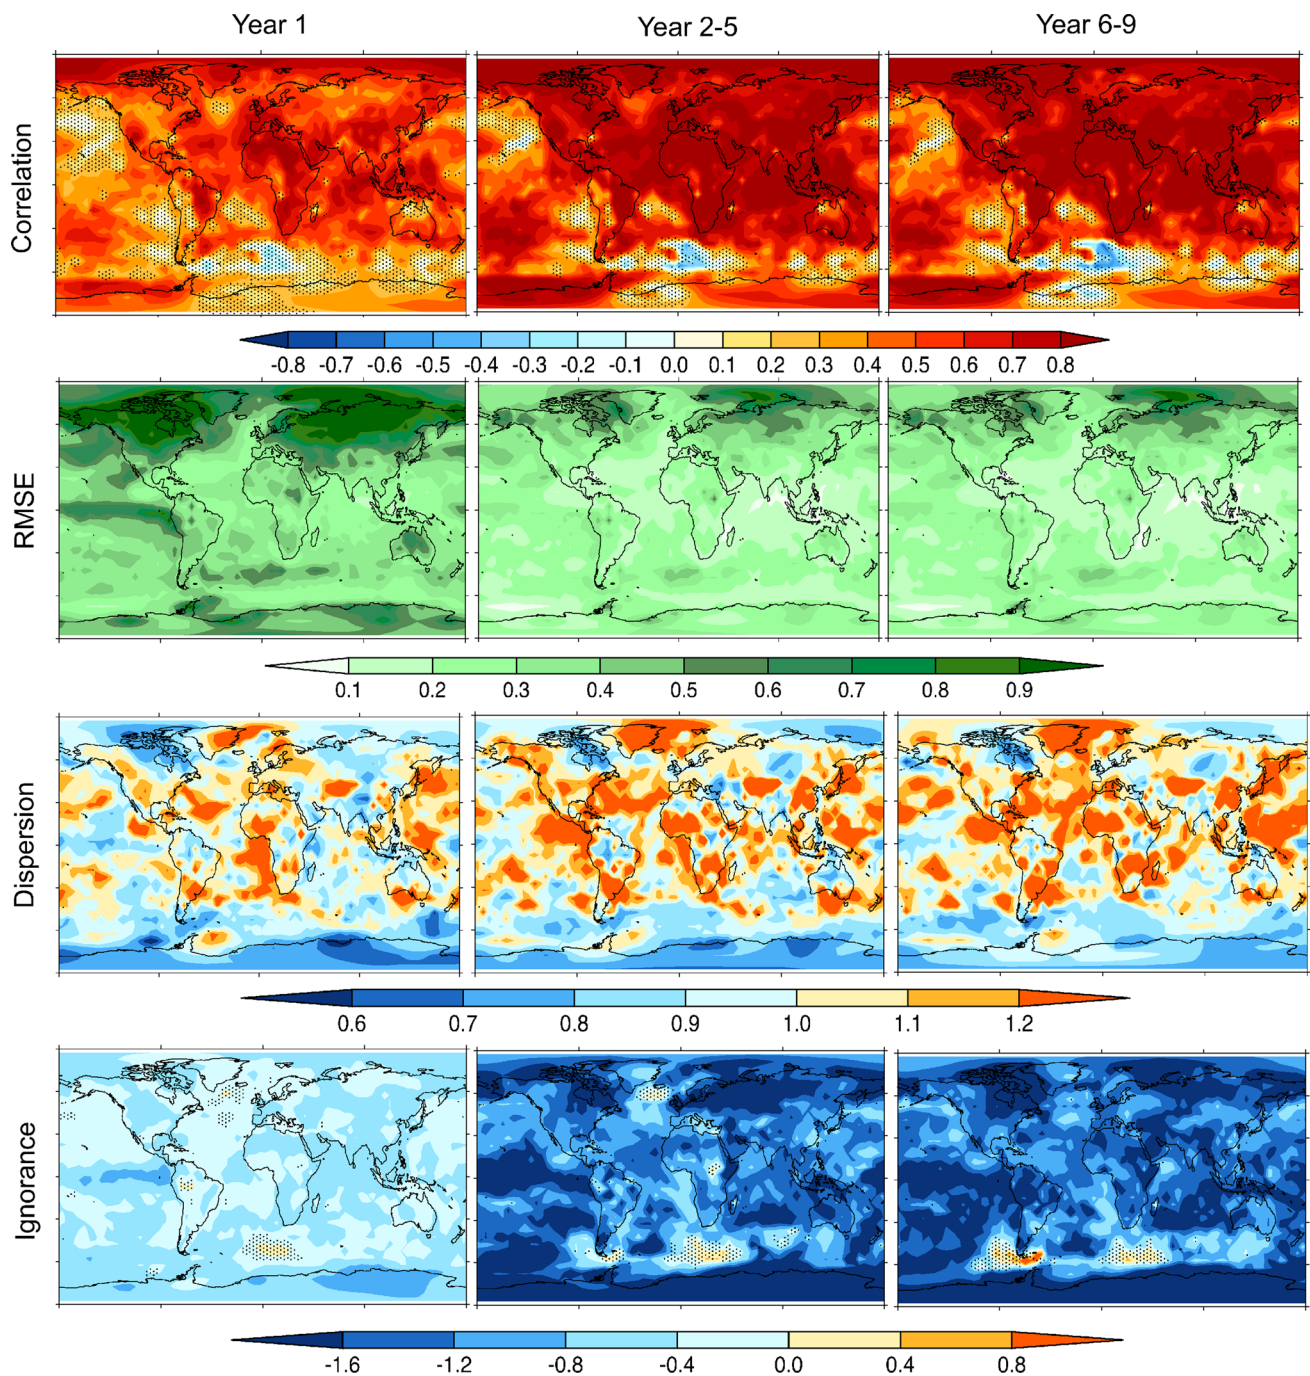 Year 1 Year 2-5 Year 6-9
Correlation
-0.8 -0.7 -0.6 -0.5 -0.4 -0.3 -0.2 -0.1 0.0 0.1 0.2 0.3 0.4 0.5 0.6 0.7 0.8
RMSE
0.1 0.2 0.3 0.4 0.5 0.6 0.7 0.8 0.9
Dispersion
0.6 0.7 0.8 0.9 1.0 1.1 1.2
Ignorance
-1.6 -1.2 -0.8 -0.4 0.0 0.4 0.8